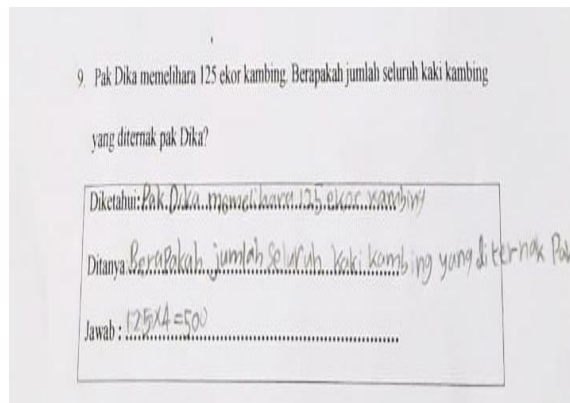 9. Pak Dika memelihara 125 ekor kambing. Berapakah jumlah seluruh kaki kambing
yang diternak pak Dika?
Diketahui: Pak Dika memelihara 125 ekor kambing
Ditanya: Berapakah jumlah seluruh kaki kambing yang diternak Pak
Jawab : 125x4=500